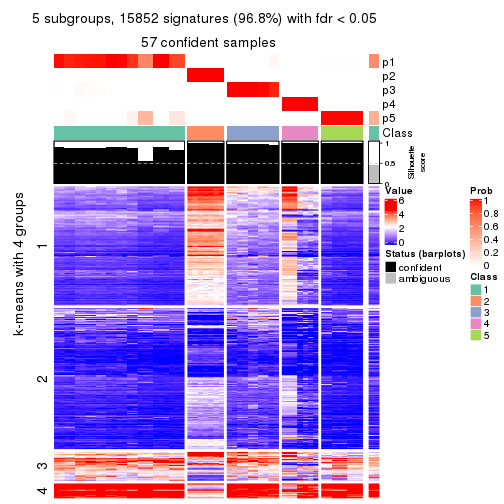 5 subgroups, 15852 signatures (96.8%) with fdr < 0.05
57 confident samples
p1
p2
p3
p4
p5
Class
1
0.5
0
Silhouette
score
k-means with 4 groups
1
2
3
4
Value
6
4
2
0
Status (barplots)
confident
ambiguous
Prob
1
0.8
0.6
0.4
0.2
0
Class
1
2
3
4
5